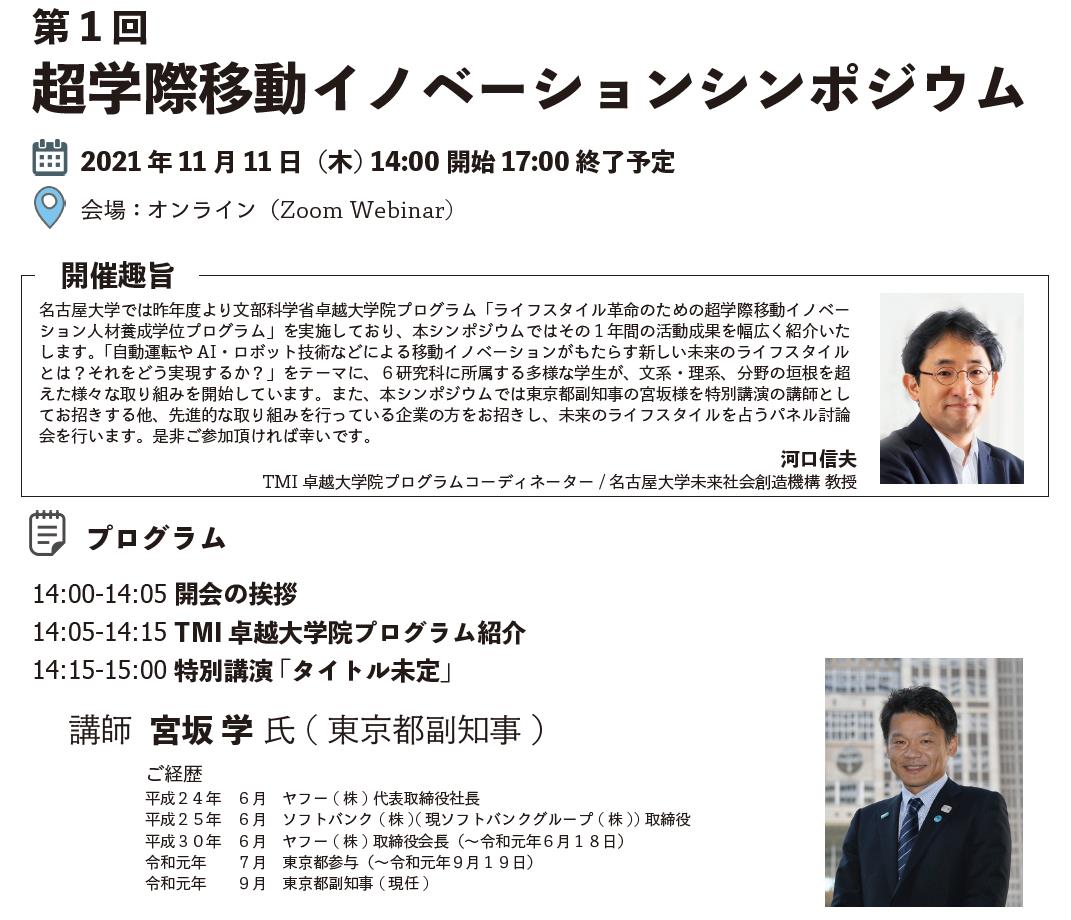 第1回
超学際移動イノベーションシンポジウム
2021年11月11日（木）14:00 開始 17:00 終了予定
会場：オンライン（Zoom Webinar）
開催趣旨
名古屋大学では昨年度より文部科学省卓越大学院プログラム「ライフスタイル革命のための超学際移動イノベー
ション人材養成学位プログラム」を実施しており、本シンポジウムではその１年間の活動成果を幅広く紹介いた
します。「自動運転や AI・ロボット技術などによる移動イノベーションがもたらす新しい未来のライフスタイル
とは？それをどう実現するか？」をテーマに、６研究科に所属する多様な学生が、文系・理系、分野の垣根を超
えた様々な取り組みを開始しています。また、本シンポジウムでは東京都副知事の宮坂様を特別講演の講師とし
てお招きする他、先進的な取り組みを行っている企業の方をお招きし、未来のライフスタイルを占うパネル討論
会を行います。是非ご参加頂ければ幸いです。
河口信夫
TMI 卓越大学院プログラムコーディネーター / 名古屋大学未来社会創造機構 教授
プログラム
14:00-14:05 開会の挨拶
14:05-14:15 TMI 卓越大学院プログラム紹介
14:15-15:00 特別講演「タイトル未定」
講師 宮坂 学 氏（東京都副知事）
ご経歴
平成２４年 ６月 ヤフー（株）代表取締役社長
平成２５年 ６月 ソフトバンク（株）（現ソフトバンクグループ（株））取締役
平成３０年 ６月 ヤフー（株）取締役会長（～令和元年６月１８日）
令和元年 ７月 東京都参与（～令和元年９月１９日）
令和元年 ９月 東京都副知事（現任）